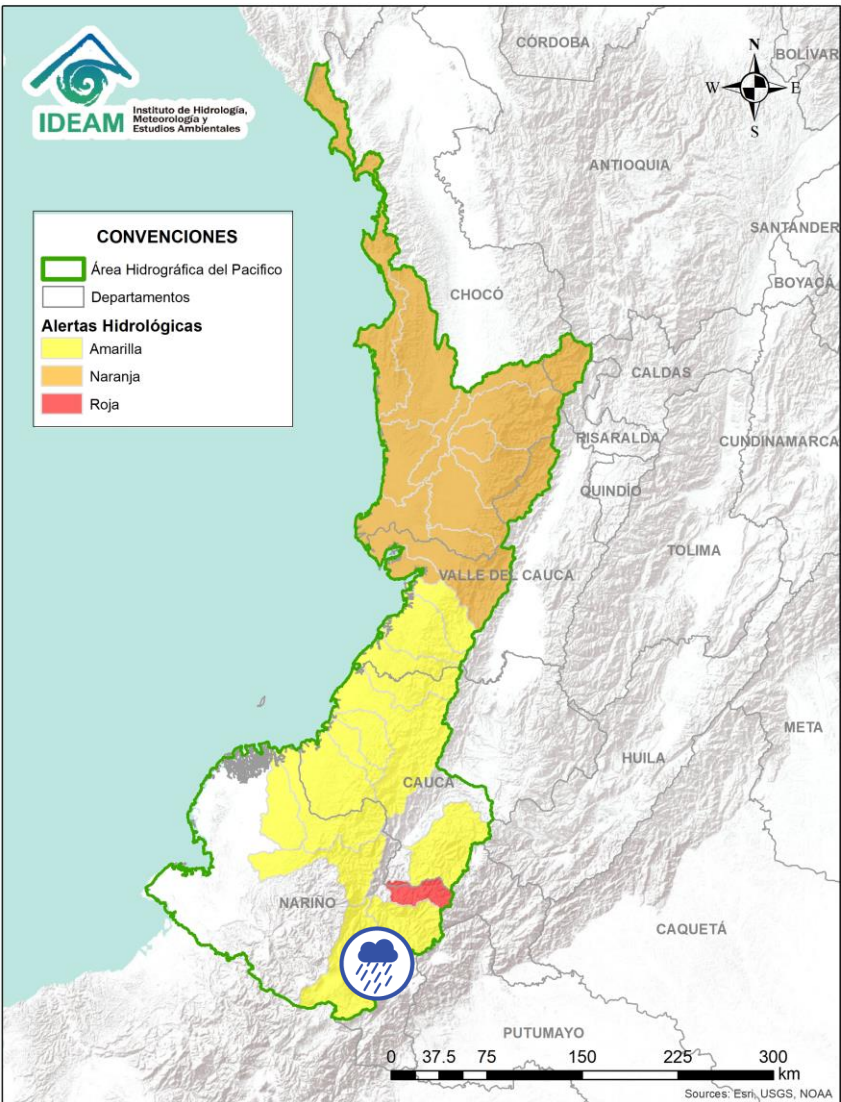 IDEAM
Instituto de Hidrología,
Meteorología y
Estudios Ambientales
CÓRDOBA
BOLÍVAR
N
W
E
S
ANTIOQUIA
SANTANDER
CONVENCIONES
Área Hidrográfica del Pacifico
Departamentos
Alertas Hidrológicas
Amarilla
Naranja
Roja
BOYACÁ
CHOCÓ
CALDAS
RISARALDA
CUNDINAMARCA
QUINDÍO
TOLIMA
VALLE DEL CAUCA
META
HUILA
CAUCA
NARIÑO
CAQUETÁ
PUTUMAYO
0 37.5 75 150 225 300
km
Sources: Esri, USGS, NOAA